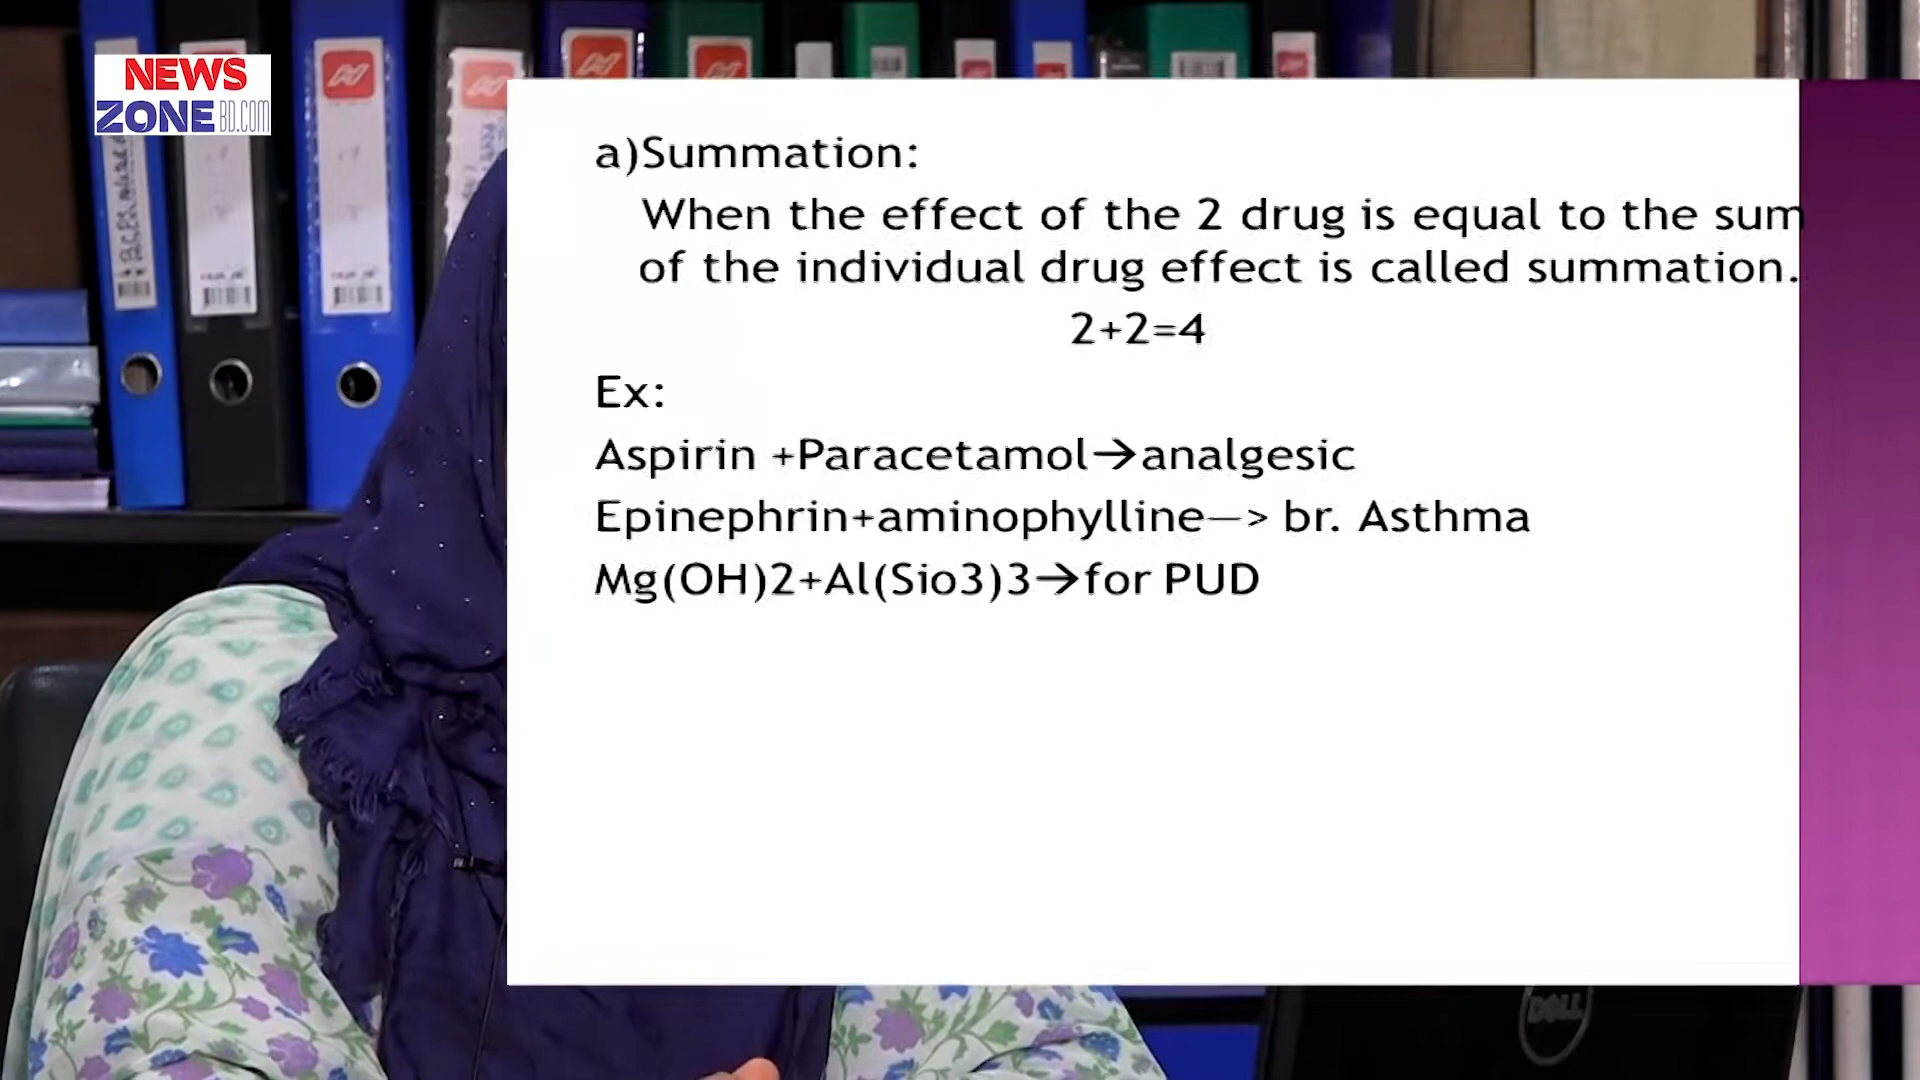 NEWS
ZONE BD.COM
a)Summation:
When the effect of the 2 drug is equal to the sum
of the individual drug effect is called summation.
2+2=4
Ex:
Aspirin +Paracetamol→analgesic
Epinephrin+aminophylline—> br. Asthma
Mg(OH)2+Al(Sio3)3→for PUD
DELL